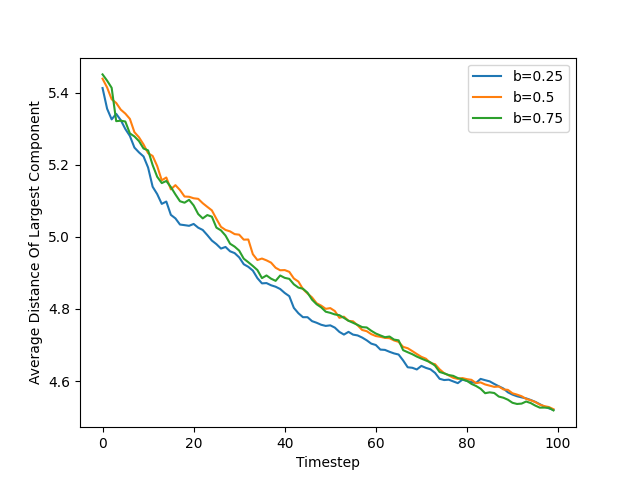 b=0.25
b=0.5
b=0.75
5.4
5.2
5.0
4.8
4.6
Average Distance Of Largest Component
0 20 40 60 80 100
Timestep